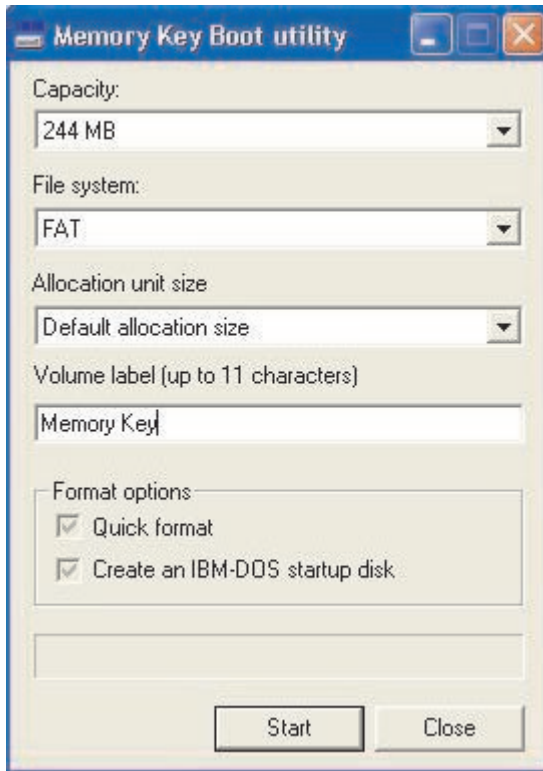 Memory Key Boot utility
Capacity:
244 MB
File system:
FAT
Allocation unit size
Default allocation size
Volume label (up to 11 characters)
Memory Key
Format options
Quick format
Create an IBM-DOS startup disk
Start Close